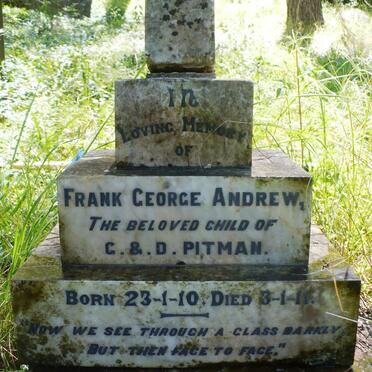 In
Loving Memory
of
Frank George Andrew,
The beloved child of
G. & D. PITMAN.
Born 23-1-10. Died 3-1-11.
"Now we see through a glass darkly,
But then face to face."